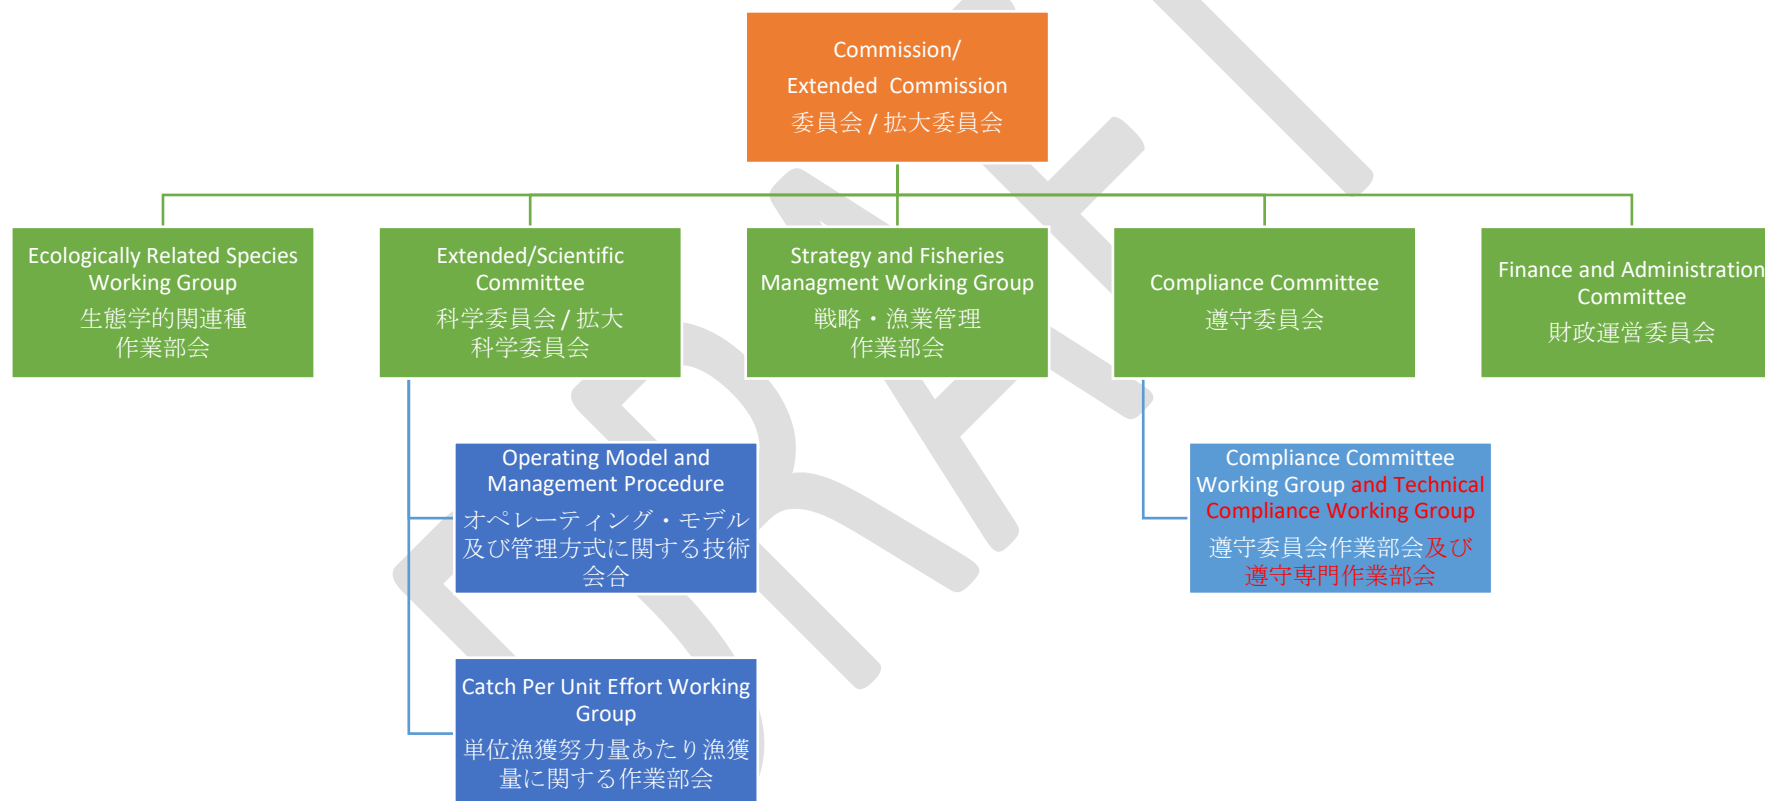 Commission/
Extended Commission
委員会 / 拡大委員会
Ecologically Related Species
Working Group
生態学的関連種
作業部会
Extended/Scientific
Committee
科学委員会 / 拡大
科学委員会
Strategy and Fisheries
Managment Working Group
戦略・漁業管理
作業部会
Compliance Committee
遵守委員会
Finance and Administration
Committee
財政運営委員会
Operating Model and
Management Procedure
オペレーティング・モデル
及び管理方式に関する技術
会合
Compliance Committee
Working Group and Technical
Compliance Working Group
遵守委員会作業部会及び
遵守専門作業部会
Catch Per Unit Effort Working
Group
単位漁獲努力量あたり漁獲
量に関する作業部会
DRAFT